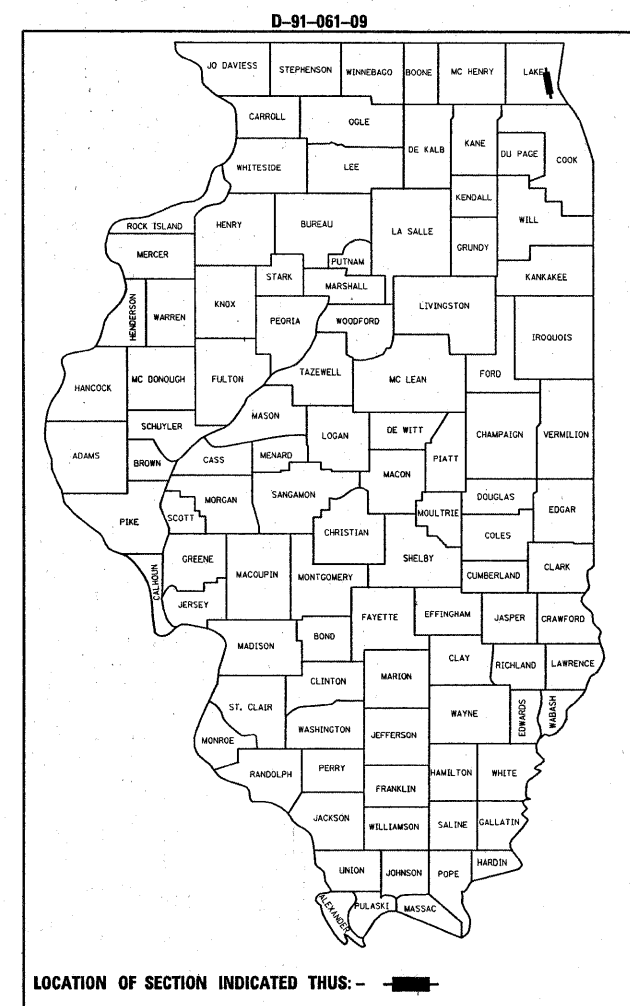 D-91-061-09
JO DAVIESS
STEPHENSON
WINNEBAGO
BOONE
MC HENRY
LAKE
CARROLL
OGLE
DE KALB
KANE
DU PAGE
COOK
WHITESIDE
LEE
KENDALL
WILL
ROCK ISLAND
HENRY
BUREAU
LA SALLE
GRUNDY
MERCER
PUTNAM
KANKAKEE
STARK
MARSHALL
HENDERSON
WARREN
KNOX
PEORIA
WOODFORD
LIVINGSTON
IROQUOIS
HANCOCK
MC DONOUGH
FULTON
TAZEWELL
MC LEAN
FORD
MASON
SCHUYLER
LOGAN
DE WITT
CHAMPAIGN
VERMILION
ADAMS
BROWN
CASS
MENARD
MACON
PIATT
MORGAN
SANGAMON
DOUGLAS
EDGAR
PIKE
SCOTT
CHRISTIAN
MOULTRIE
COLES
SHELBY
CALHOUN
GREENE
MACOUPIN
MONTGOMERY
CUMBERLAND
CLARK
JERSEY
FAYETTE
EFFINGHAM
JASPER
CRAWFORD
MADISON
BOND
CLAY
RICHLAND
LAWRENCE
CLINTON
MARION
ST. CLAIR
WAYNE
EDWARDS
WABASH
WASHINGTON
JEFFERSON
MONROE
RANDOLPH
PERRY
HAMILTON
WHITE
FRANKLIN
JACKSON
WILLIAMSON
SALINE
GALLATIN
UNION
JOHNSON
POPE
HARDIN
ALEXANDER
PULASKI
MASSAC
LOCATION OF SECTION INDICATED THUS: -